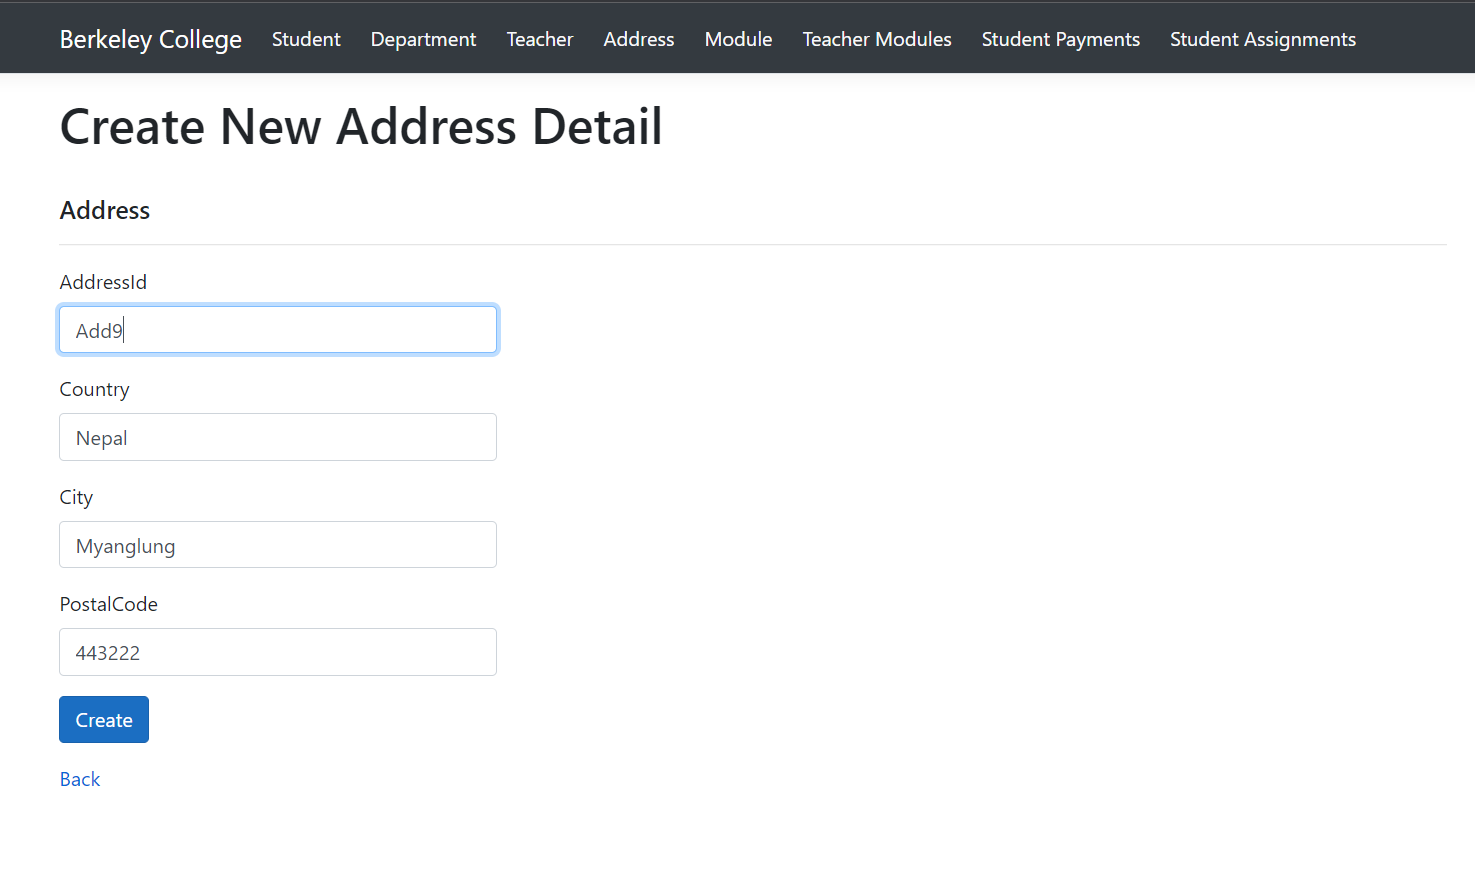 Berkeley College Student Department Teacher Address Module Teacher Modules Student Payments Student Assignments
Create New Address Detail
Address
AddressId
Add9
Country
Nepal
City
Myanglung
PostalCode
443222
Create
Back